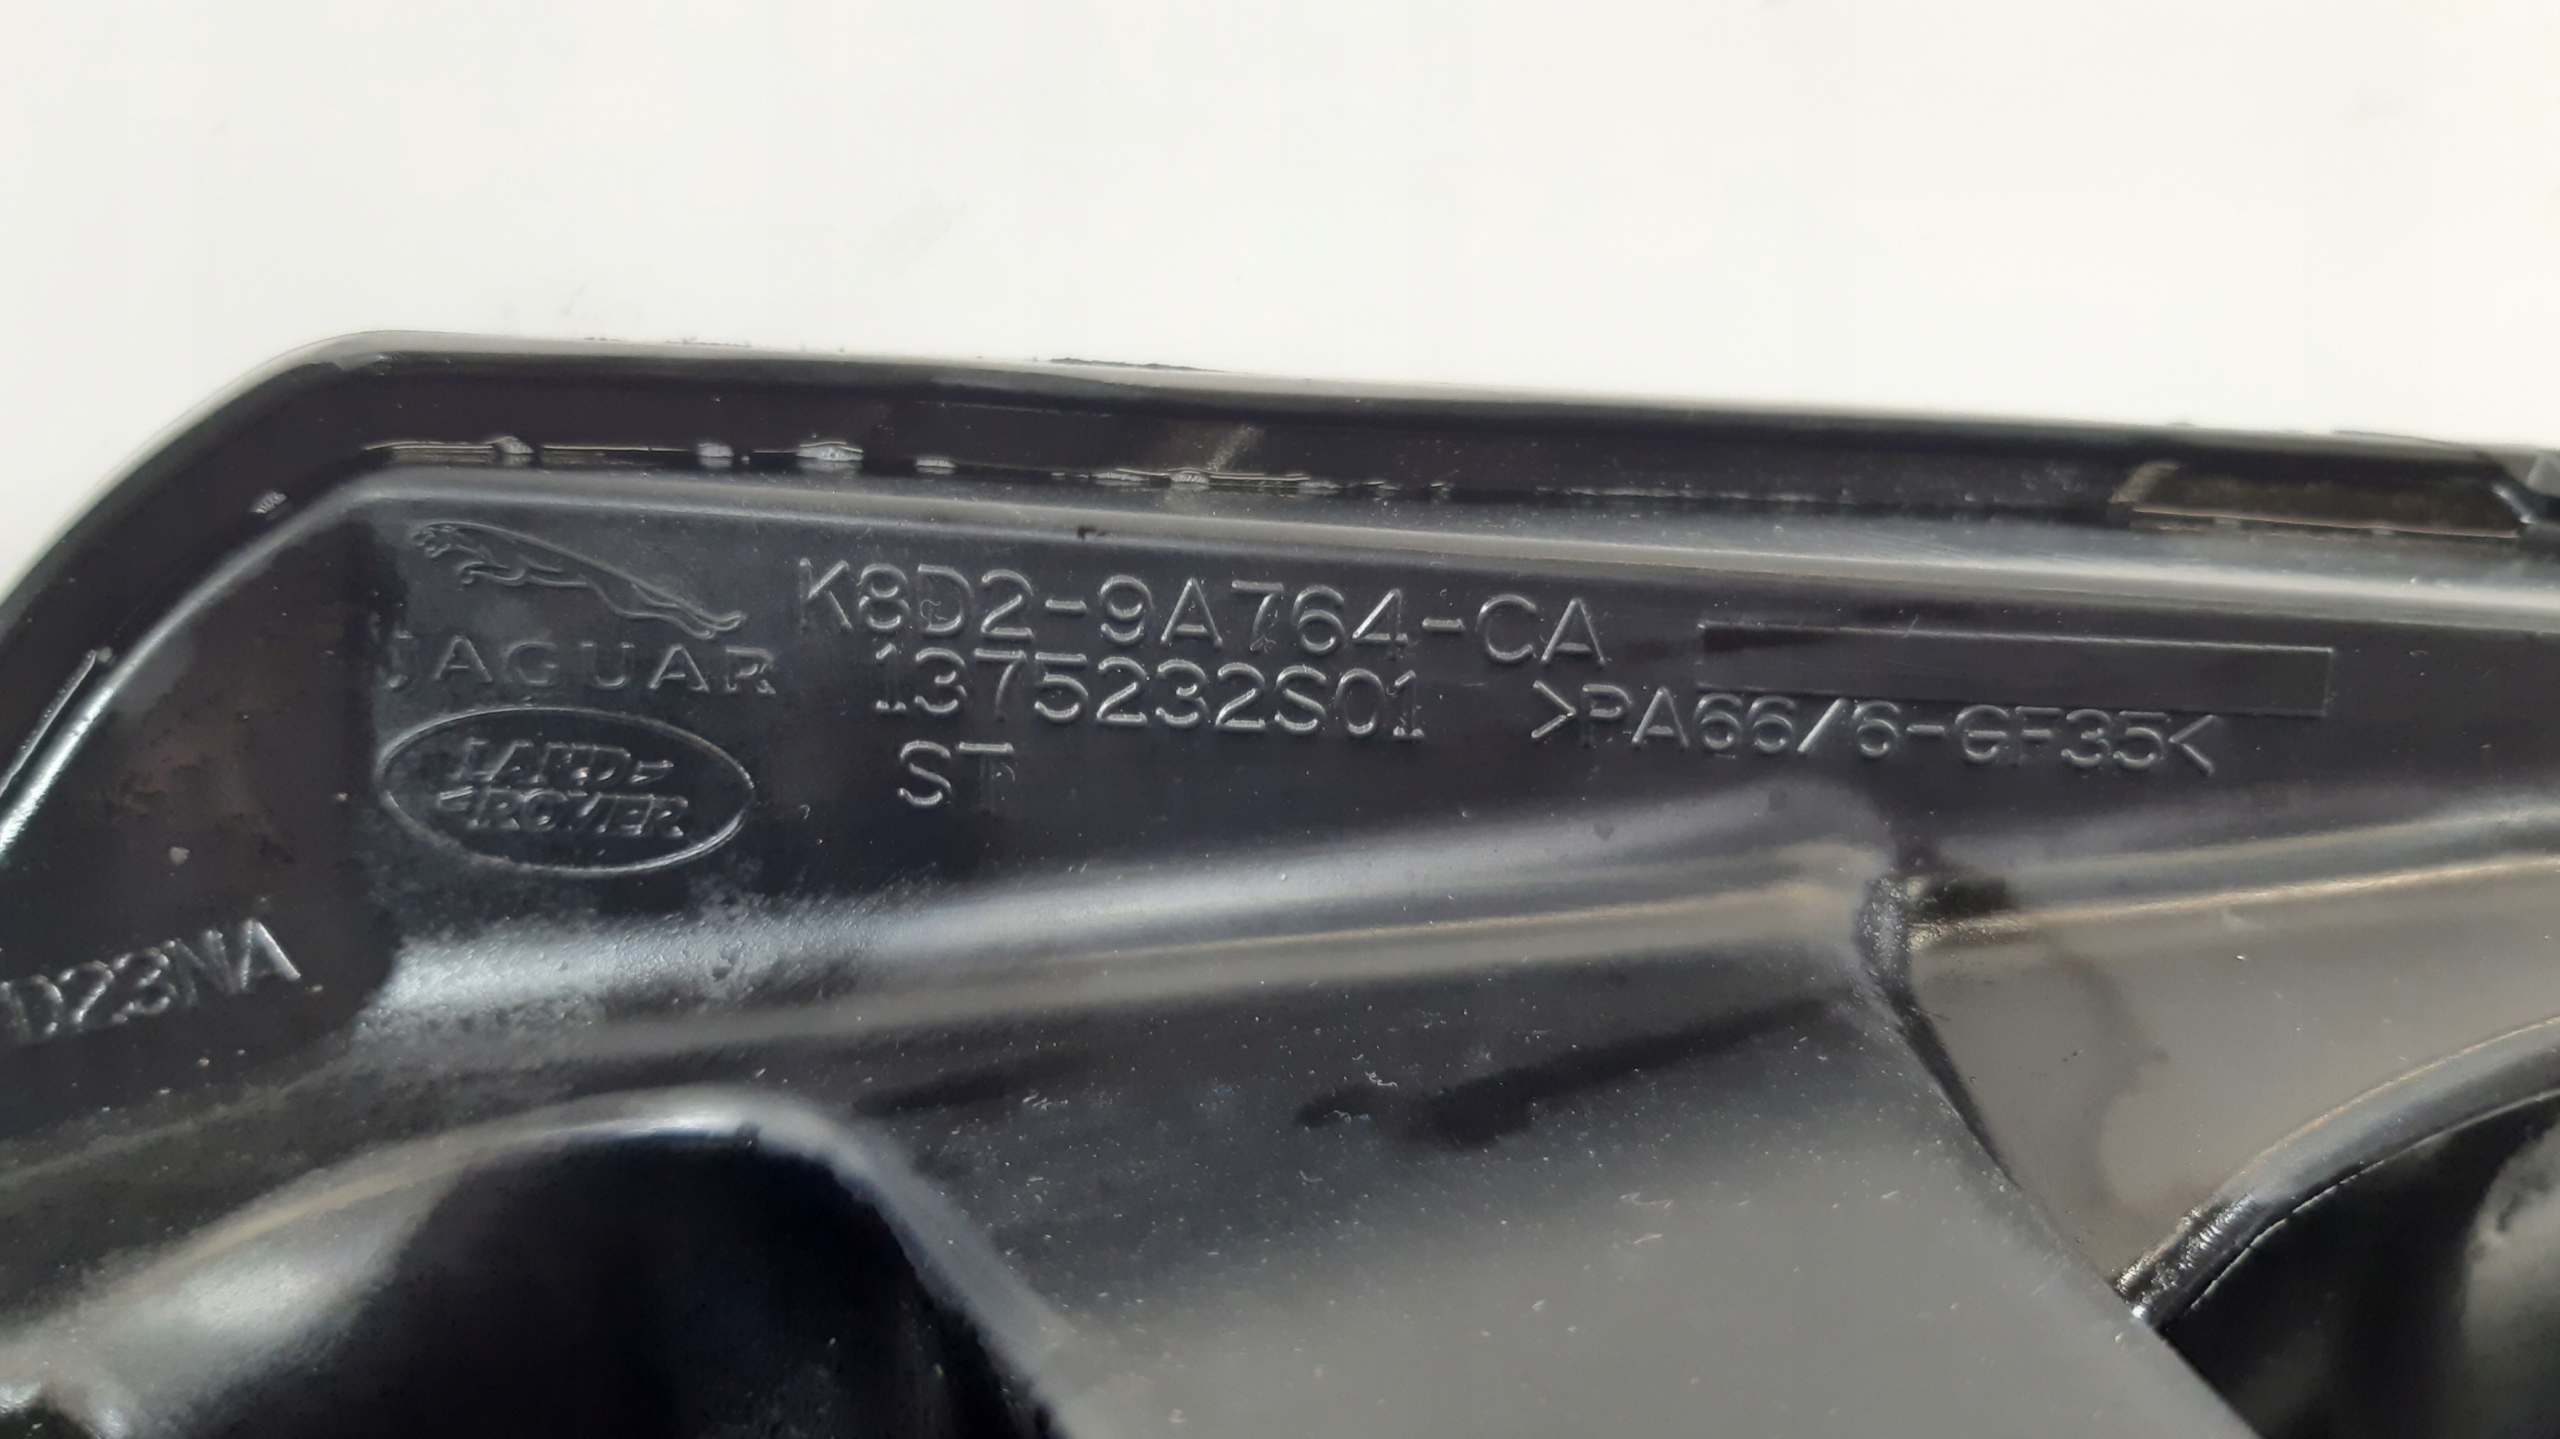 K8D2-9A764-CA
JAGUAR
1375232S01
>PA66/6-GF35<
ST
LAND-
-ROVER
D23NA